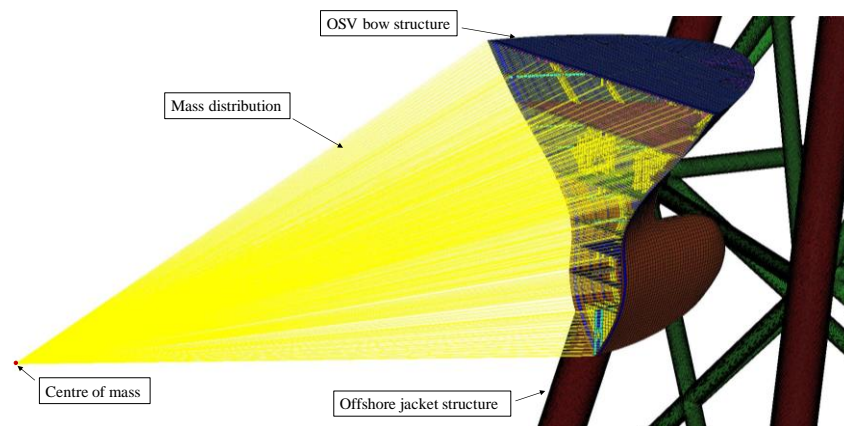 OSV bow structure
Mass distribution
Centre of mass
Offshore jacket structure